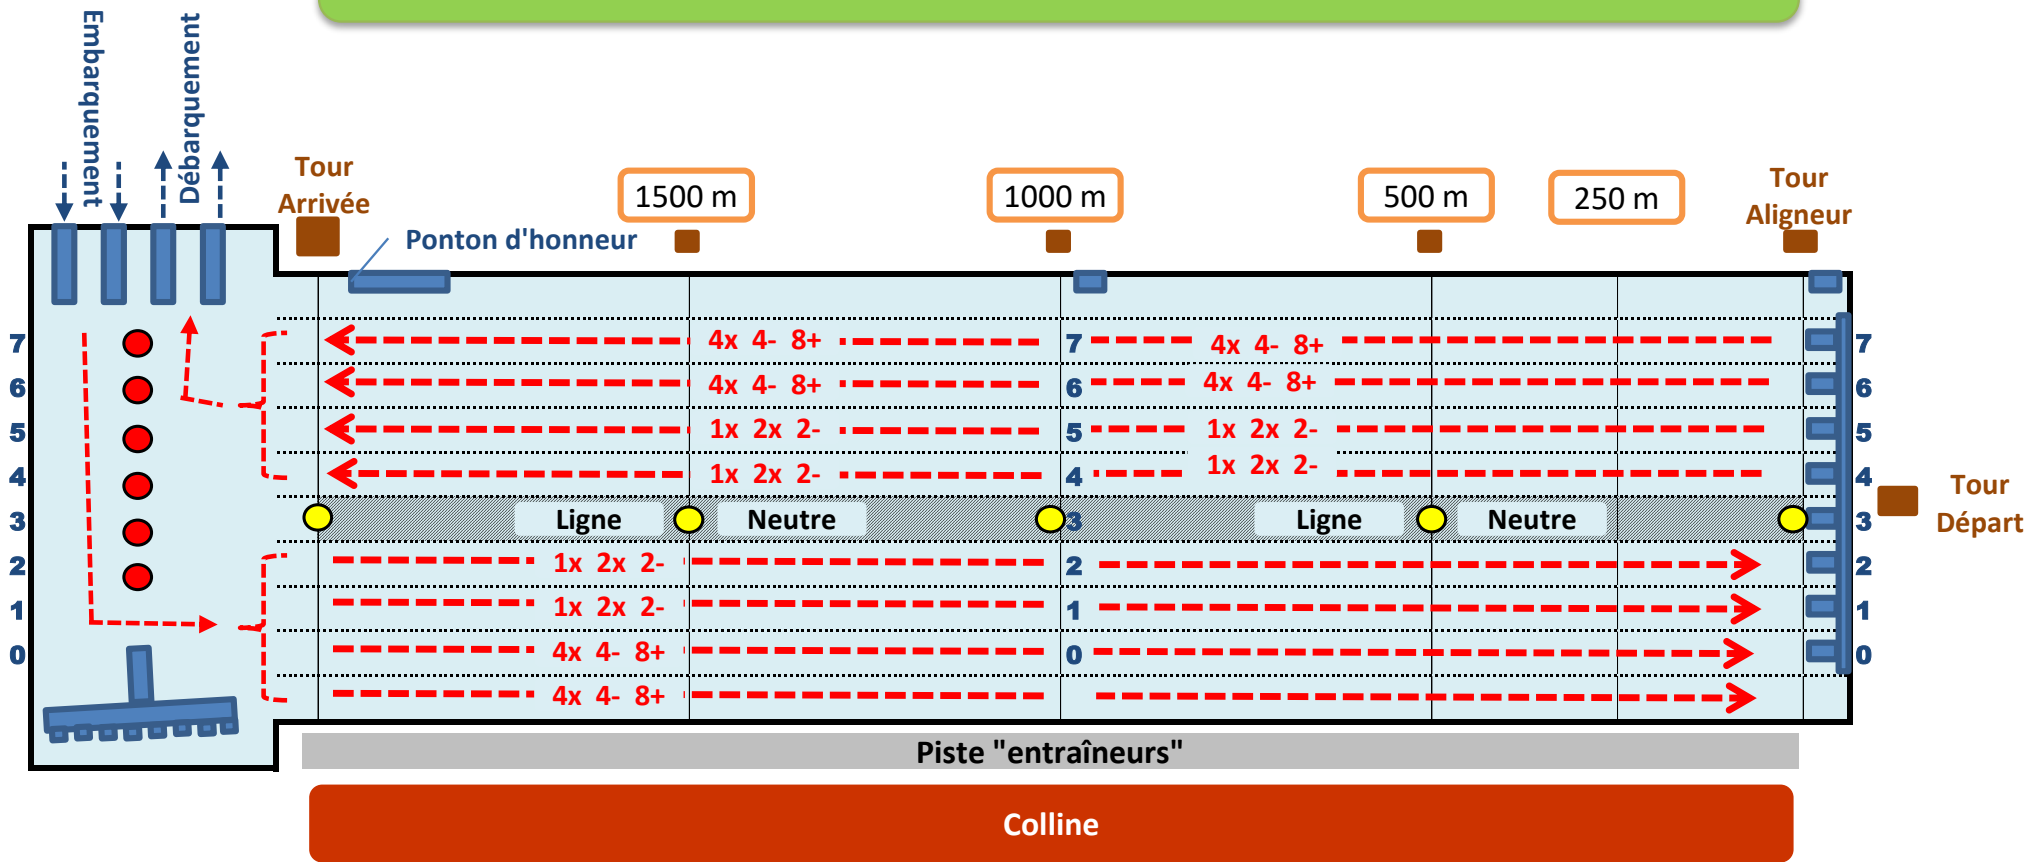 Embarquement
Débarquement
Tour
Arrivée
1500 m
1000 m
500 m
250 m
Tour
Aligneur
Ponton d'honneur
7 4x 4- 8+ 7 4x 4- 8+ 7
6 4x 4- 8+ 6 4x 4- 8+ 6
5 1x 2x 2- 5 1x 2x 2- 5
4 1x 2x 2- 4 1x 2x 2- 4
3 Ligne Neutre 3 Ligne Neutre 3
Tour
Départ
2 1x 2x 2- 2 2
1 1x 2x 2- 1 1
0 4x 4- 8+ 0 0
4x 4- 8+
Piste "entraîneurs"
Colline